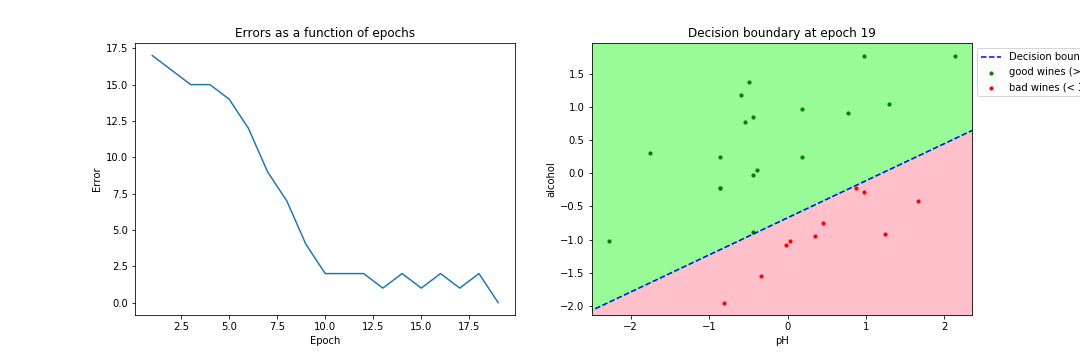 Errors as a function of epochs
17.5
15.0
12.5
10.0
7.5
5.0
2.5
0.0
Error
2.5 5.0 7.5 10.0 12.5 15.0 17.5
Epoch
Decision boundary at epoch 19
1.5
1.0
0.5
0.0
−0.5
−1.0
−1.5
−2.0
alcohol
−2 −1 0 1 2
pH
Decision boun
good wines (>
bad wines (<